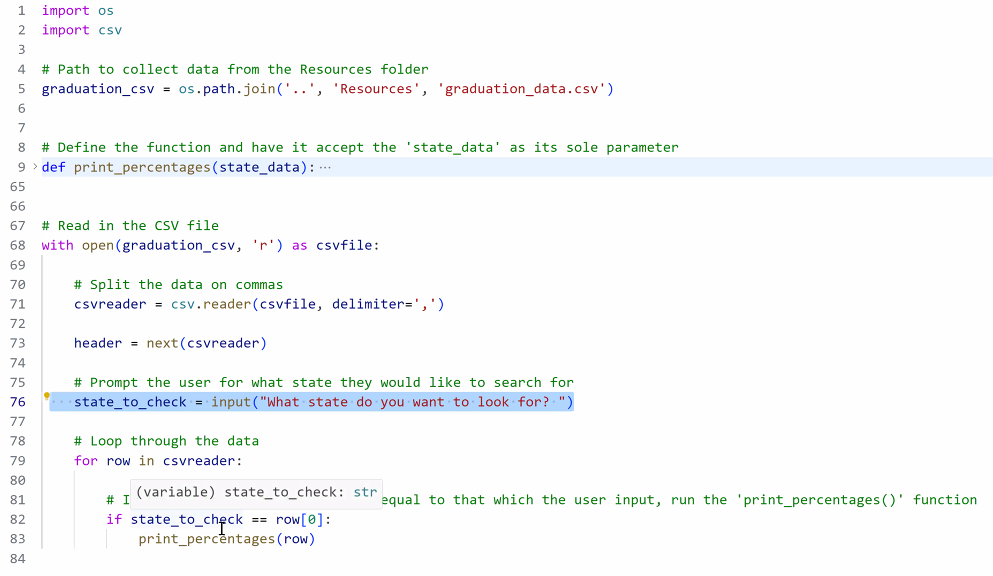 1 import os
2 import csv
3
4 # Path to collect data from the Resources folder
5 graduation_csv = os.path.join('..', 'Resources', 'graduation_data.csv')
6
7
8 # Define the function and have it accept the 'state_data' as its sole parameter
9 def print_percentages(state_data): ···
65
66
67 # Read in the CSV file
68 with open(graduation_csv, 'r') as csvfile:
69
70 # Split the data on commas
71 csvreader = csv.reader(csvfile, delimiter=',')
72
73 header = next(csvreader)
74
75 # Prompt the user for what state they would like to search for
76 state_to_check = input("What state do you want to look for? ")
77
78 # Loop through the data
79 for row in csvreader:
80
(variable) state_to_check: str
81 # I equal to that which the user input, run the 'print_percentages()' function
82 if state_to_check == row[0]:
83 print_percentages(row)
84